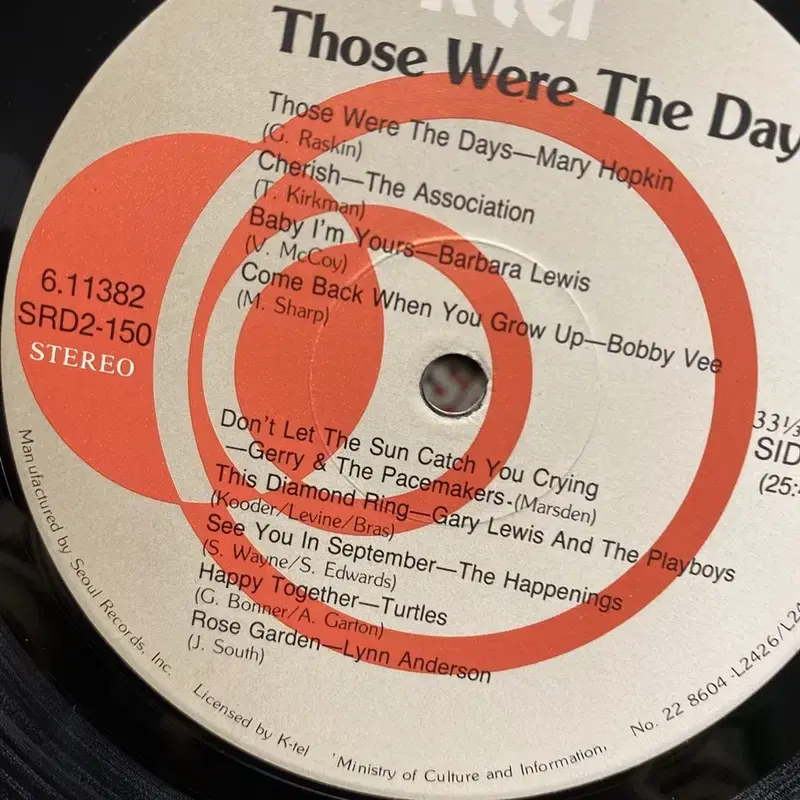 k-tel
Those Were The Day
Those Were The Days—Mary Hopkin
(G. Raskin)
Cherish—The Association
(T. Kirkman)
Baby I'm Yours—Barbara Lewis
(V. McCoy)
Come Back When You Grow Up—Bobby Vee
(M. Sharp)
6.11382
SRD2-150
STEREO
33⅓
SID
(25:
Don't Let The Sun Catch You Crying
—Gerry & The Pacemakers.(Marsden)
This Diamond Ring—Gary Lewis And The Playboys
(Kooder/Levine/Bras)
See You In September—The Happenings
(S. Wayne/S. Edwards)
Happy Together—Turtles
(G. Bonner/A. Garton)
Rose Garden—Lynn Anderson
(J. South)
Manufactured by Seoul Records, Inc. Licensed by K-tel 'Ministry of Culture and Information, No. 22 8604 -L2426/L2